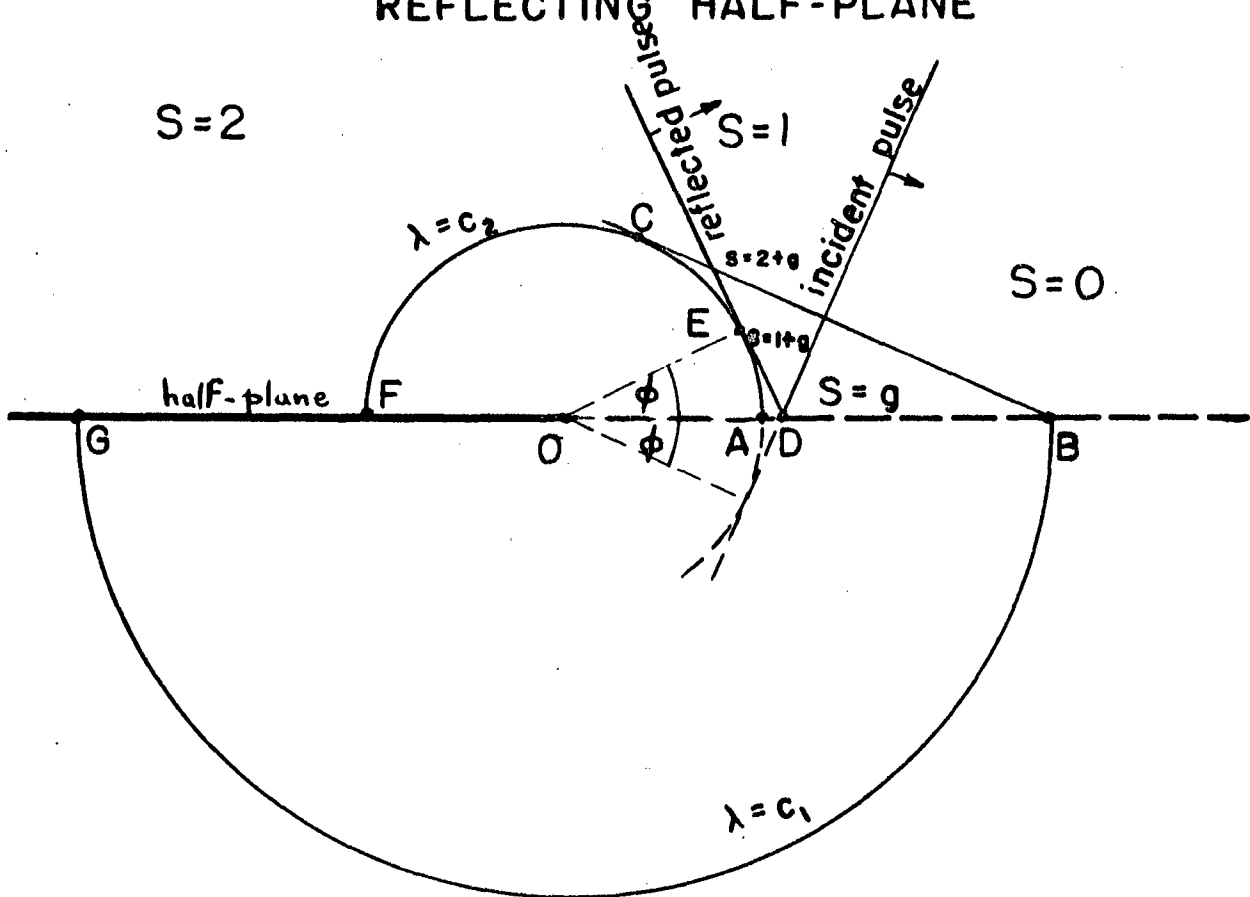 REFLECTING HALF-PLANE
S=2
reflected pulse
S=1
incident pulse
λ=c₂
C
S=2+g
S=0
E
S=1+g
half-plane
F
ϕ
S=g
G
O
ϕ
A
D
B
λ=c₁